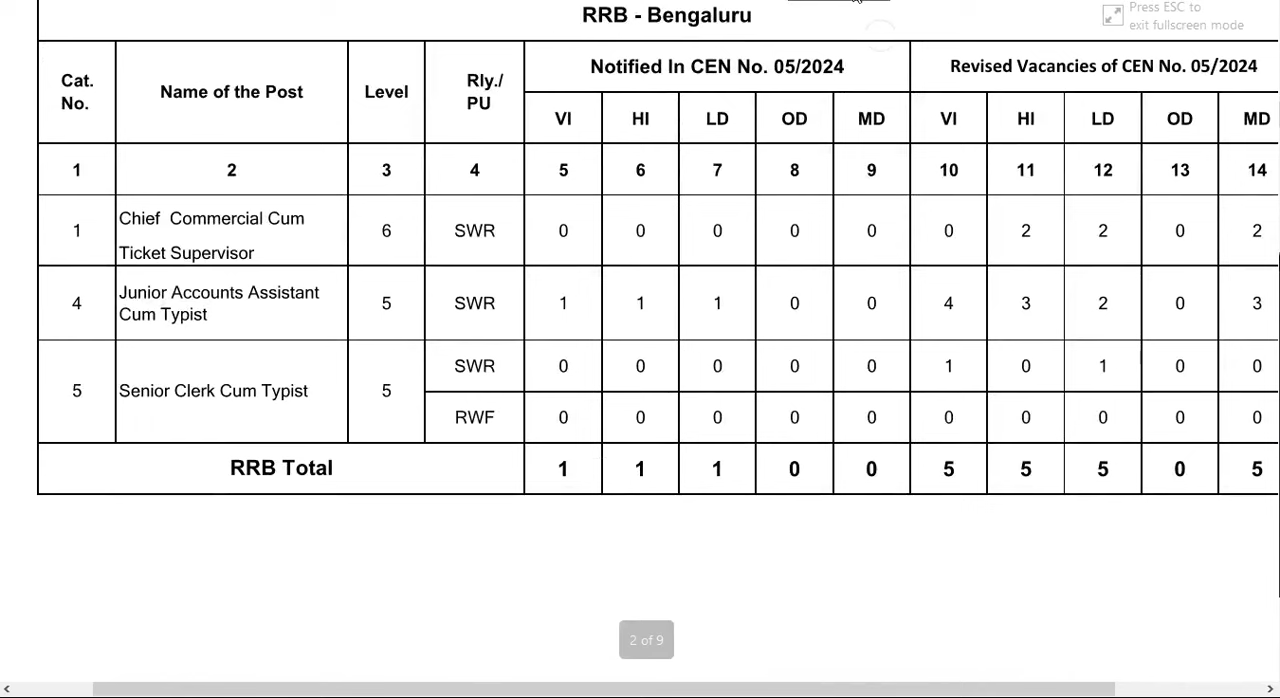 RRB - Bengaluru
Press ESC to
exit fullscreen mode
Cat. No. Name of the Post Level Rly./ PU Notified In CEN No. 05/2024 Revised Vacancies of CEN No. 05/2024
VI HI LD OD MD VI HI LD OD MD
1 2 3 4 5 6 7 8 9 10 11 12 13 14
1 Chief Commercial Cum Ticket Supervisor 6 SWR 0 0 0 0 0 0 2 2 0 2
4 Junior Accounts Assistant Cum Typist 5 SWR 1 1 1 0 0 4 3 2 0 3
5 Senior Clerk Cum Typist 5 SWR 0 0 0 0 0 1 0 1 0 0
RWF 0 0 0 0 0 0 0 0 0 0
RRB Total 1 1 1 0 0 5 5 5 0 5
2 of 9